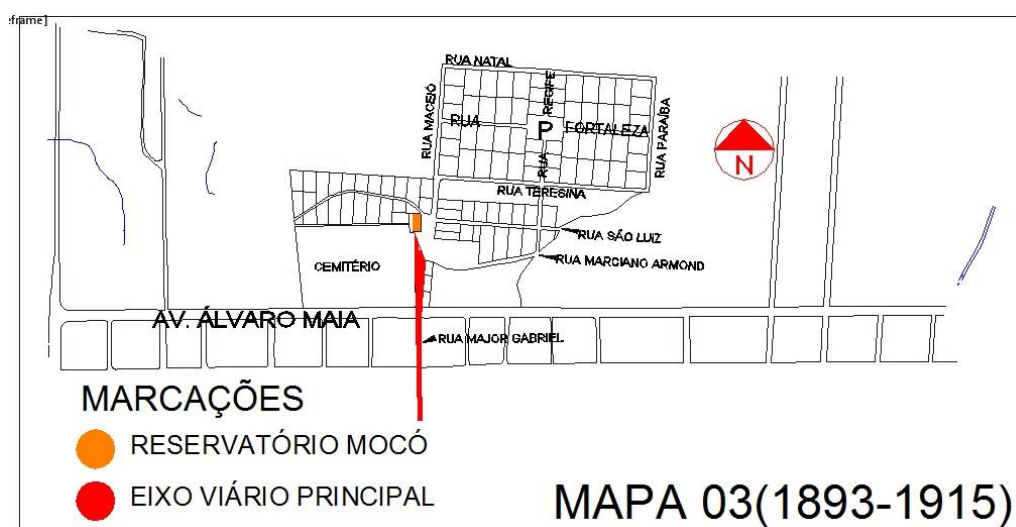 eframe]
RUA NATAL
RUA MACEIÓ
RUA
RECIFE
P
FORTALEZA
RUA
RUA PARAÍBA
N
RUA TERESINA
RUA SÃO LUIZ
RUA MARCIANO ARMOND
CEMITÉRIO
AV. ÁLVARO MAIA
RUA MAJOR GABRIEL
MARCAÇÕES
RESERVATÓRIO MOCÓ
EIXO VIÁRIO PRINCIPAL
MAPA 03(1893-1915)